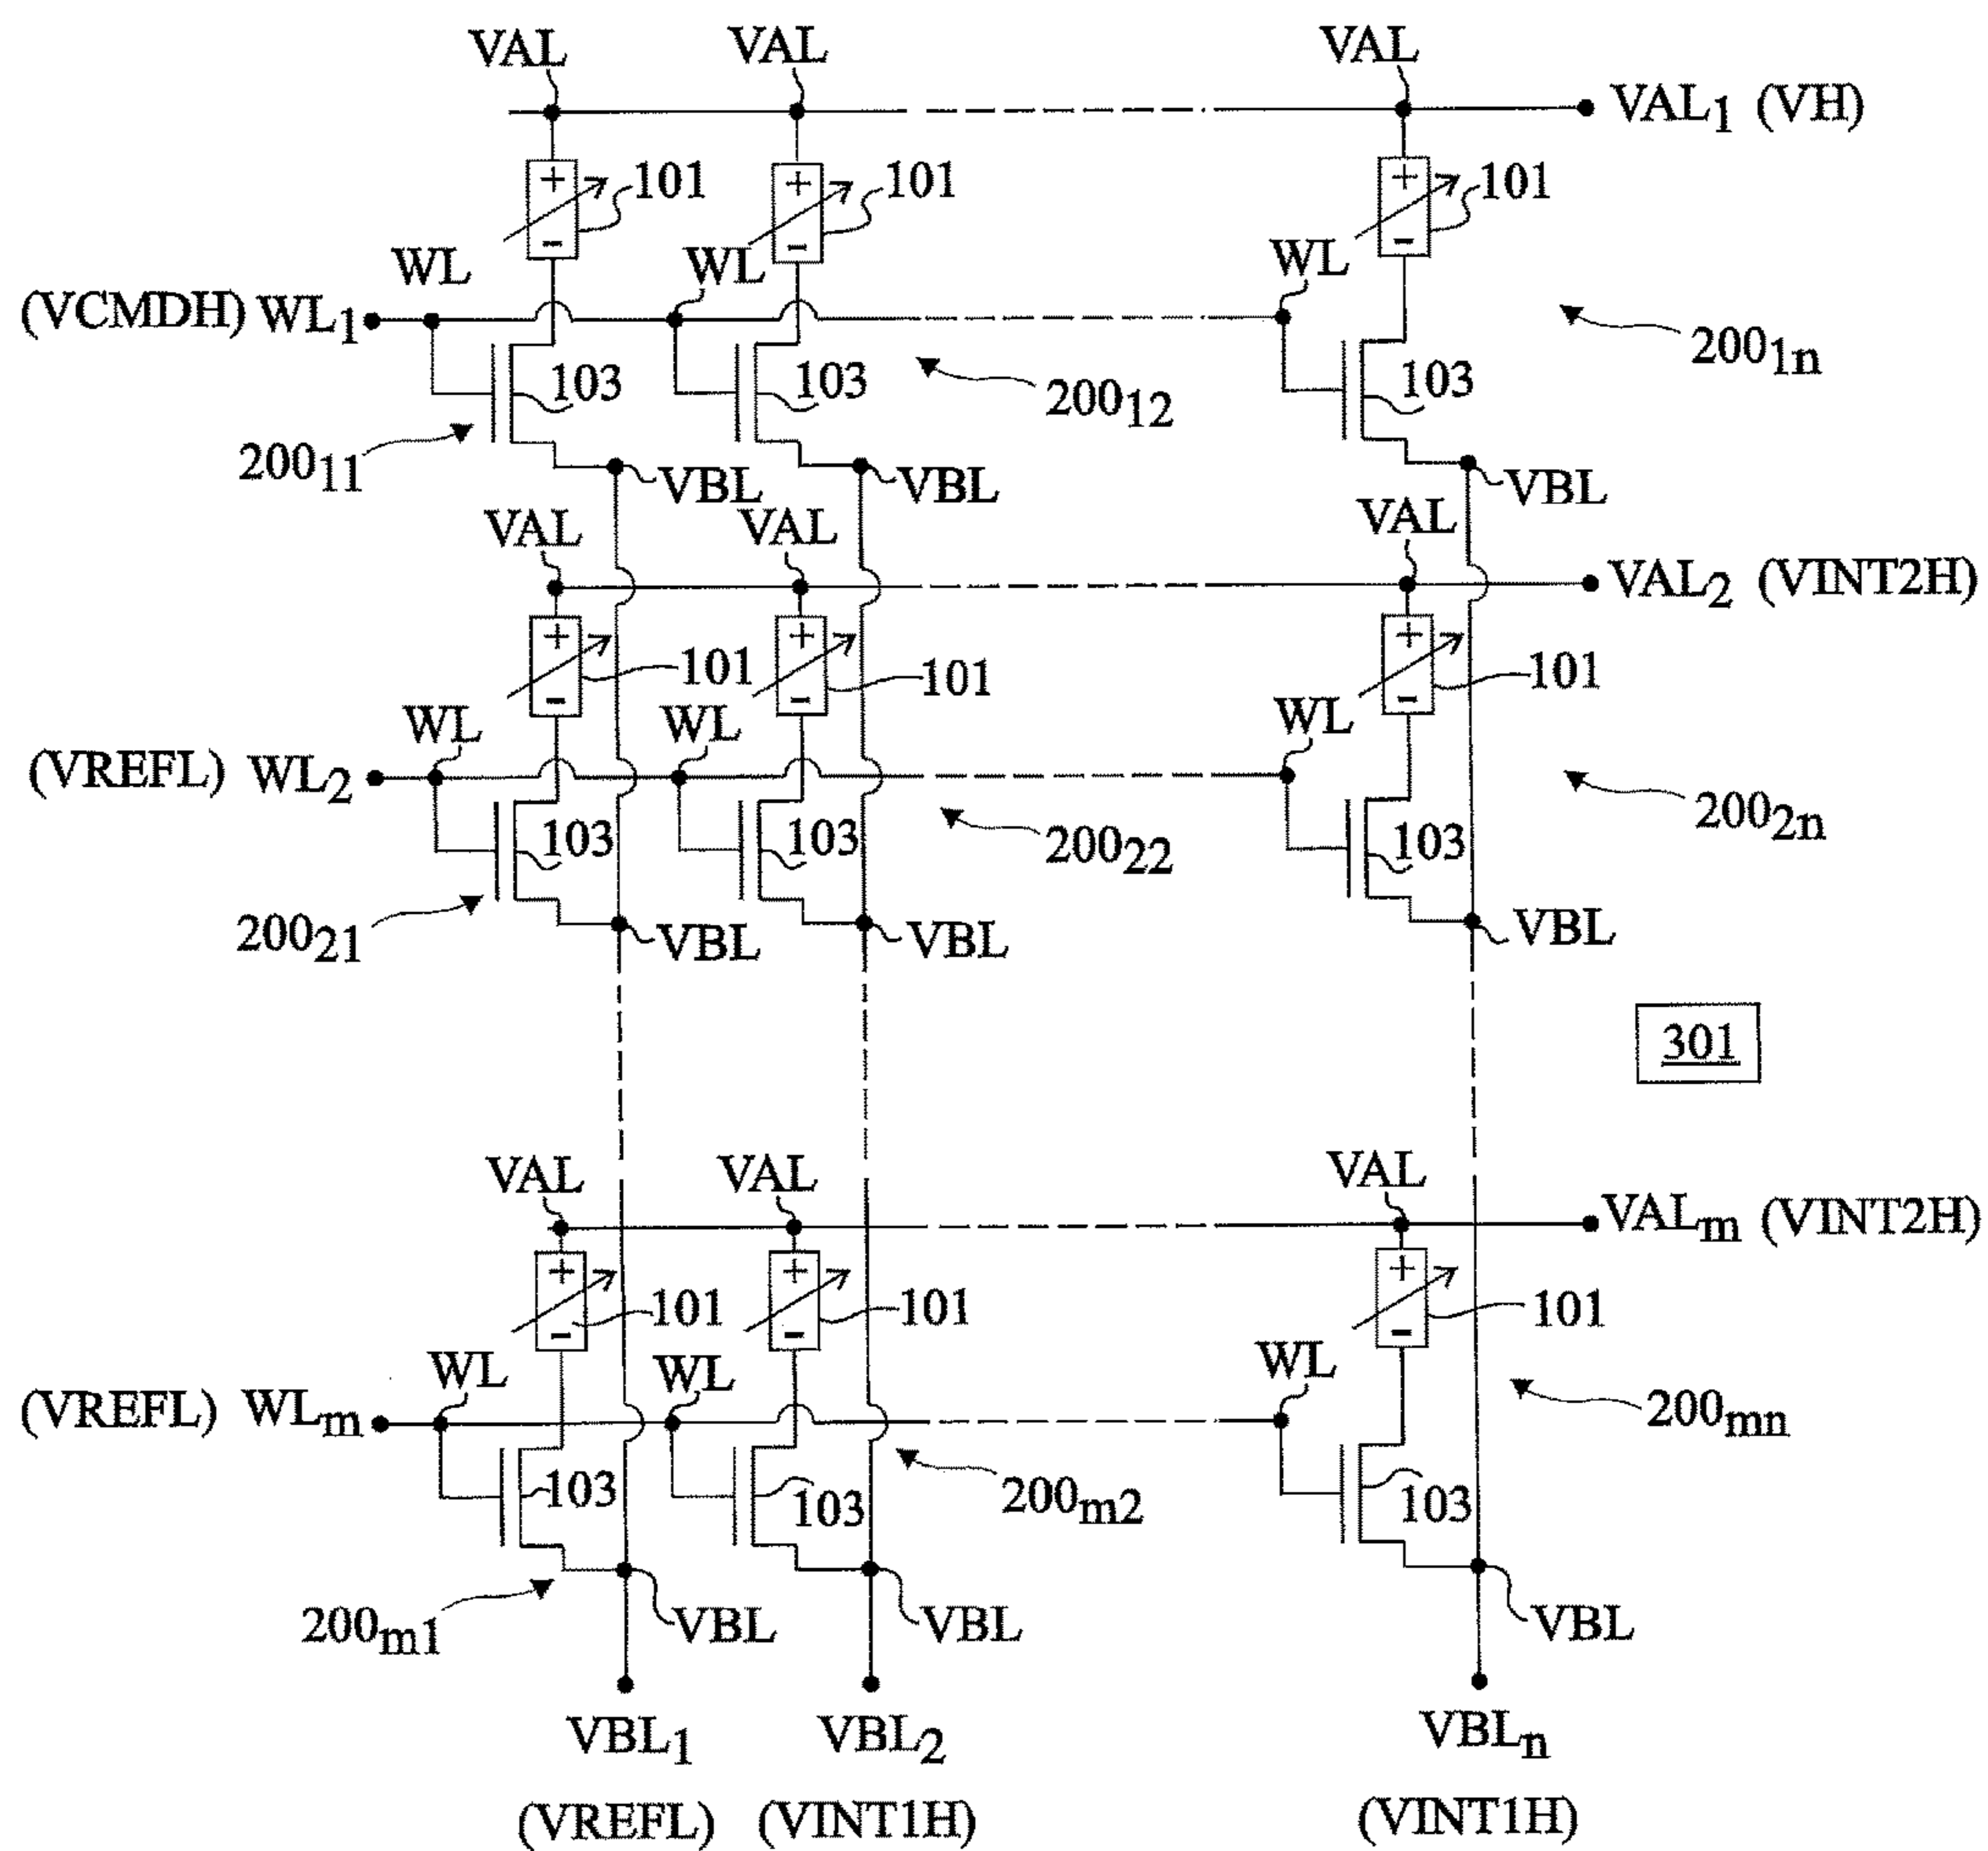 VAL VAL VAL
VAL1 (VH)
101 101 101
WL WL WL
(VCMDH) WL1
103 103 103
20011 20012 2001n
VBL VBL VBL
VAL VAL VAL
VAL2 (VINT2H)
101 101 101
WL WL WL
(VREFL) WL2
103 103 103
20021 20022 2002n
VBL VBL VBL
301
VAL VAL VAL
VALm (VINT2H)
101 101 101
WL WL WL
(VREFL) WLm
103 103 103
200m1 200m2 200mn
VBL VBL VBL
VBL1 VBL2 VBLn
(VREFL) (VINT1H) (VINT1H)